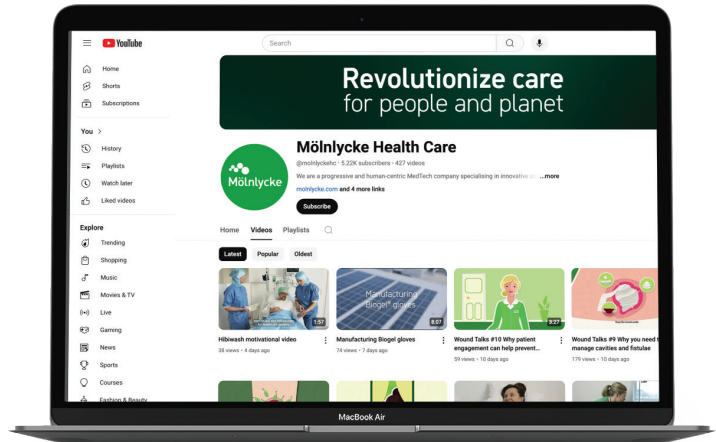 YouTube
Search
Home
Shorts
Subscriptions
You >
History
Playlists
Watch later
Liked videos
Explore
Trending
Shopping
Music
Movies & TV
Live
Gaming
News
Sports
Courses
Fashion & Beauty
Revolutionize care
for people and planet
Mölnlycke
Mölnlycke Health Care
@molnlyckehc · 5.22K subscribers · 427 videos
We are a progressive and human-centric MedTech company specialising in innovative ...more
molnlycke.com and 4 more links
Subscribe
Home Videos Playlists
Latest Popular Oldest
1:57
Manufacturing
Biogel® gloves
8:07
3:27
Hibiwash motivational video
38 views · 4 days ago
Manufacturing Biogel gloves
74 views · 7 days ago
Wound Talks #10 Why patient
engagement can help prevent...
59 views · 10 days ago
Wound Talks #9 Why you need t
manage cavities and fistulae
179 views · 10 days ago
MacBook Air